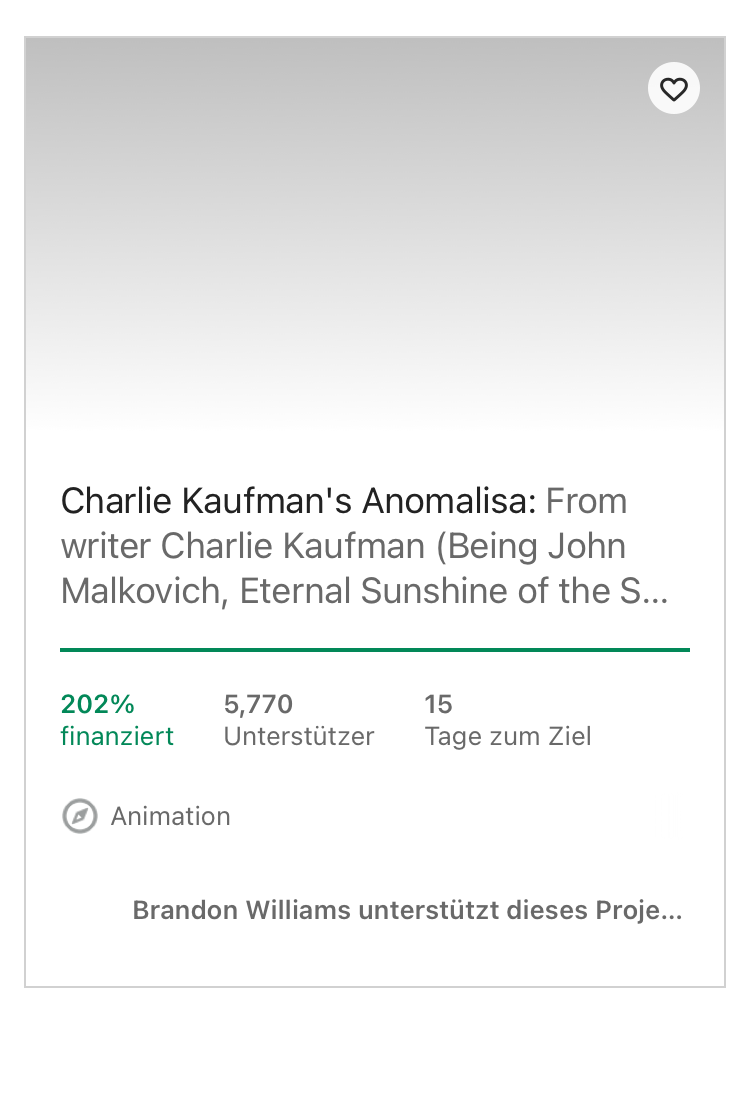 Charlie Kaufman's Anomalisa: From
writer Charlie Kaufman (Being John
Malkovich, Eternal Sunshine of the S...
202%
finanziert
5,770
Unterstützer
15
Tage zum Ziel
Animation
Brandon Williams unterstützt dieses Proje...